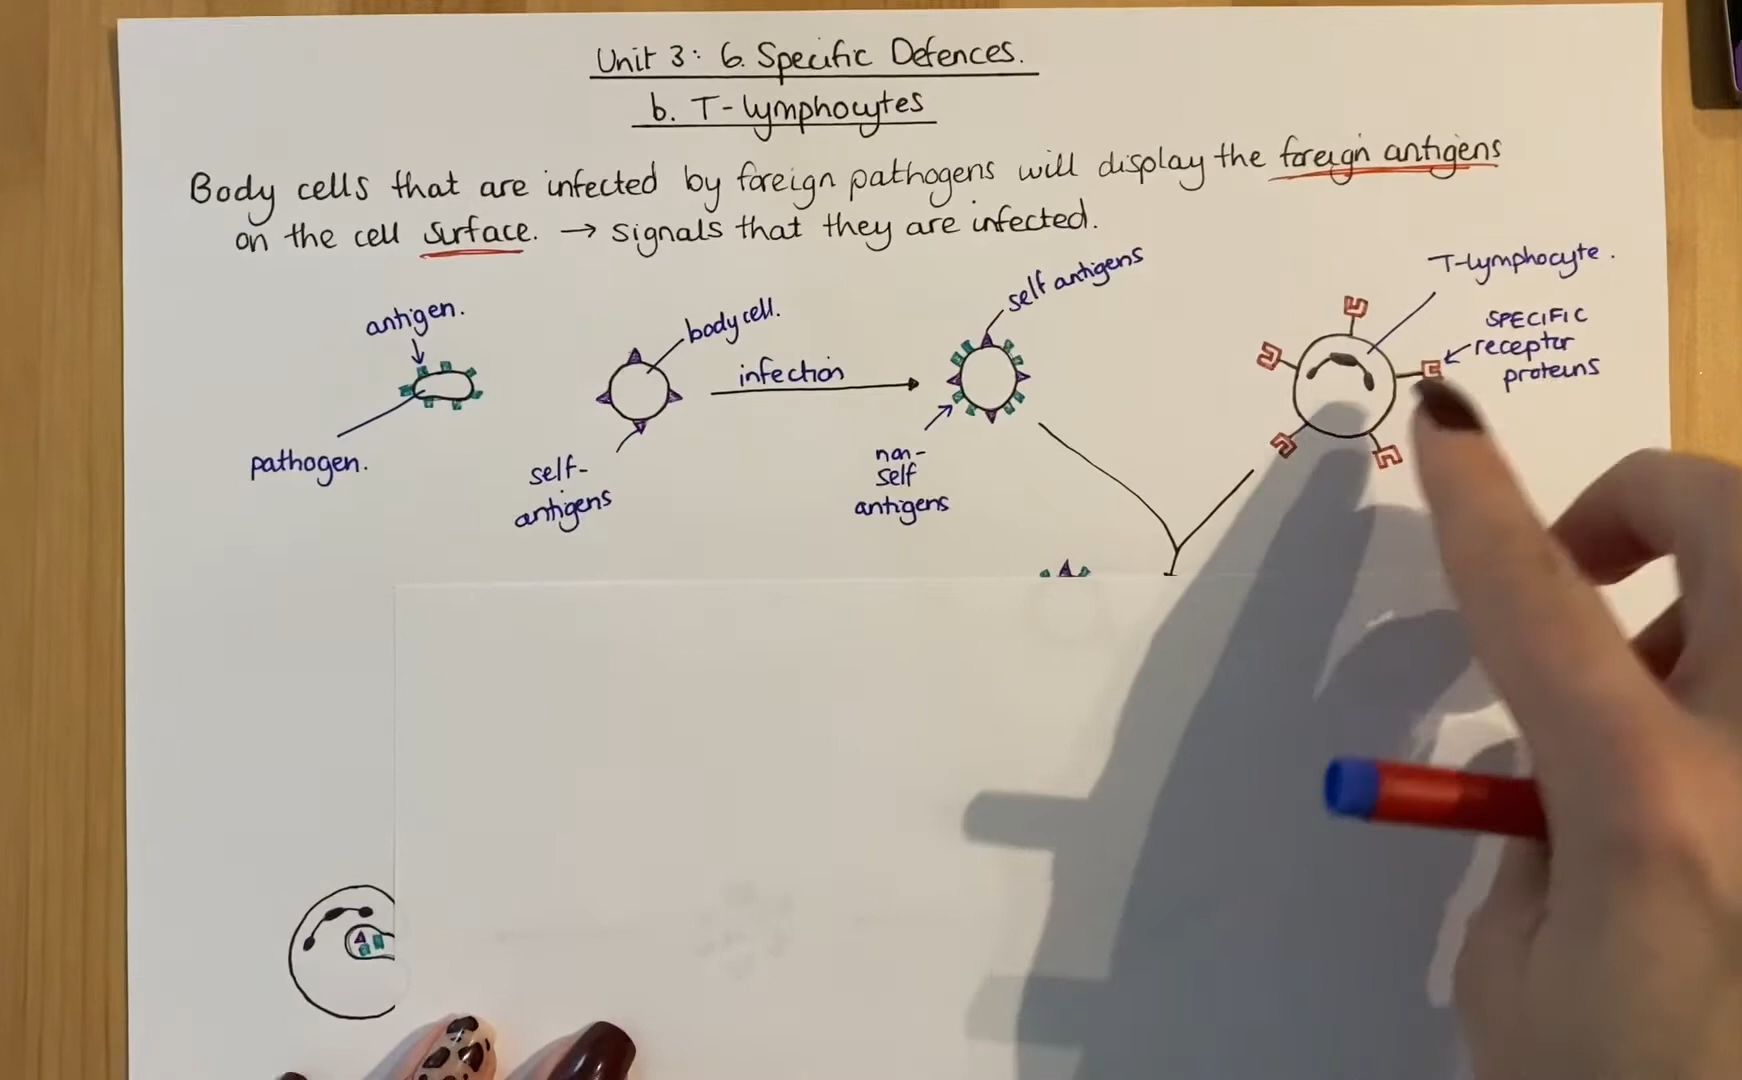 Unit 3: 6. Specific Defences.
b. T-lymphocytes
Body cells that are infected by foreign pathogens will display the foreign antigens
on the cell surface. → signals that they are infected.
antigen.
pathogen.
body cell.
self-
antigens
infection
self antigens
non-
self
antigens
T-lymphocyte.
SPECIFIC
receptor
proteins